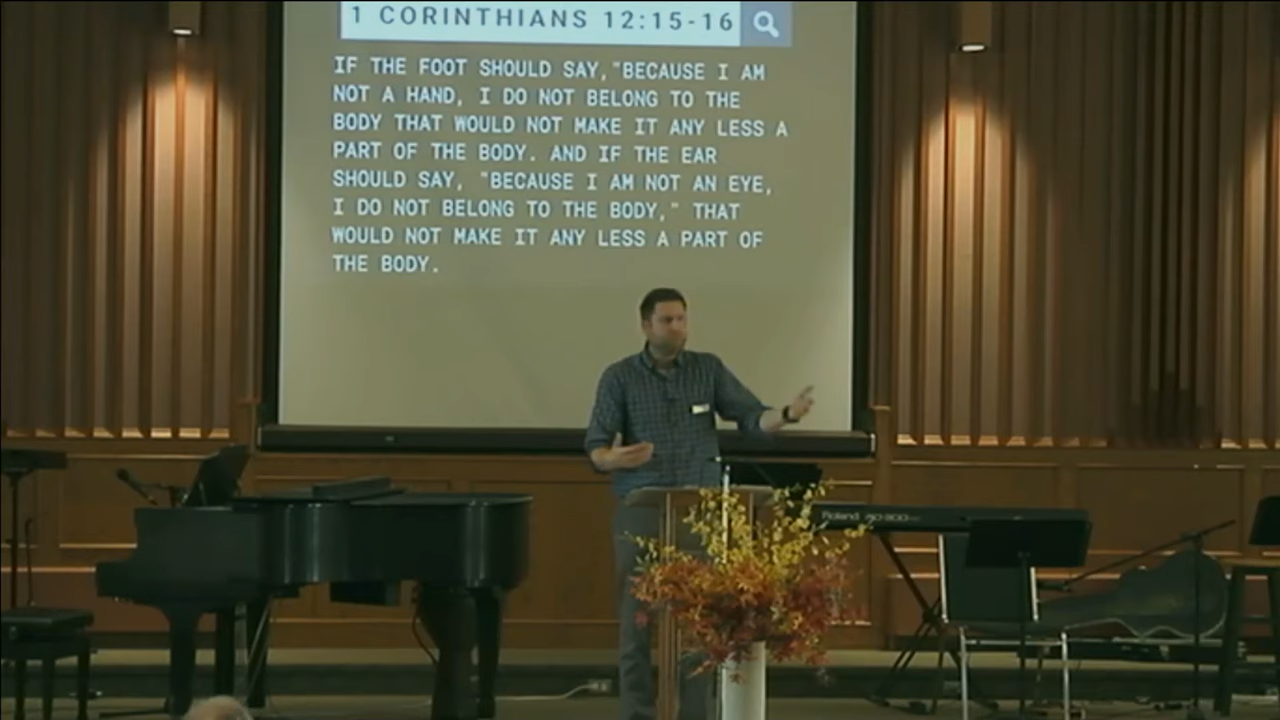 1 CORINTHIANS 12:15-16
IF THE FOOT SHOULD SAY,"BECAUSE I AM
NOT A HAND, I DO NOT BELONG TO THE
BODY THAT WOULD NOT MAKE IT ANY LESS A
PART OF THE BODY. AND IF THE EAR
SHOULD SAY, "BECAUSE I AM NOT AN EYE,
I DO NOT BELONG TO THE BODY," THAT
WOULD NOT MAKE IT ANY LESS A PART OF
THE BODY.
Roland